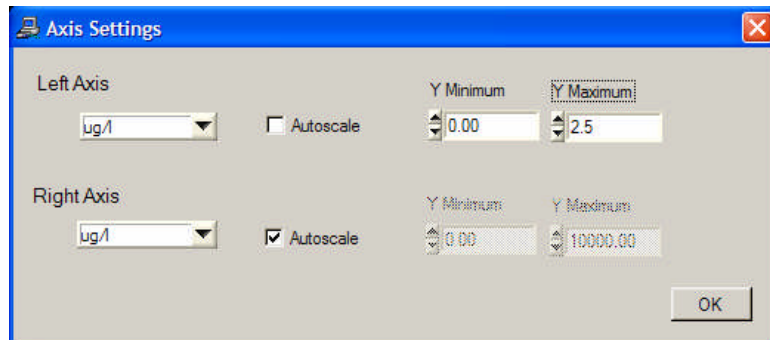 Axis Settings
Left Axis
Y Minimum
Y Maximum
ug/l
Autoscale
0.00
2.5
Right Axis
Y Minimum
Y Maximum
ug/l
Autoscale
0.00
10000.00
OK